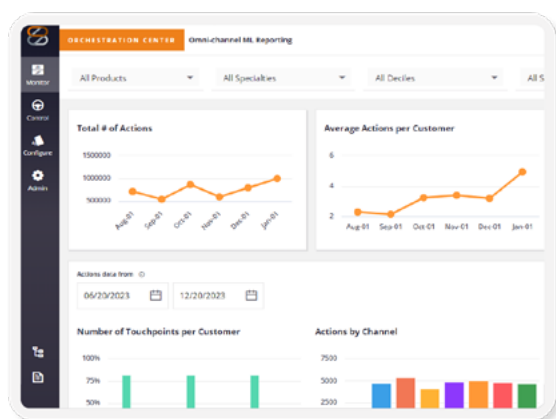 ORCHESTRATION CENTER Omni-channel ML Reporting
Monitor
Control
Configure
Admin
All Products All Specialties All Deciles All S
Total # of Actions
1500000
1000000
500000
Aug-01 Sep-01 Oct-01 Nov-01 Dec-01 Jan-01
Average Actions per Customer
6
4
2
Aug-01 Sep-01 Oct-01 Nov-01 Dec-01 Jan-01
Actions data from
06/20/2023 12/20/2023
Number of Touchpoints per Customer
100%
75%
50%
Actions by Channel
7500
5000
2500